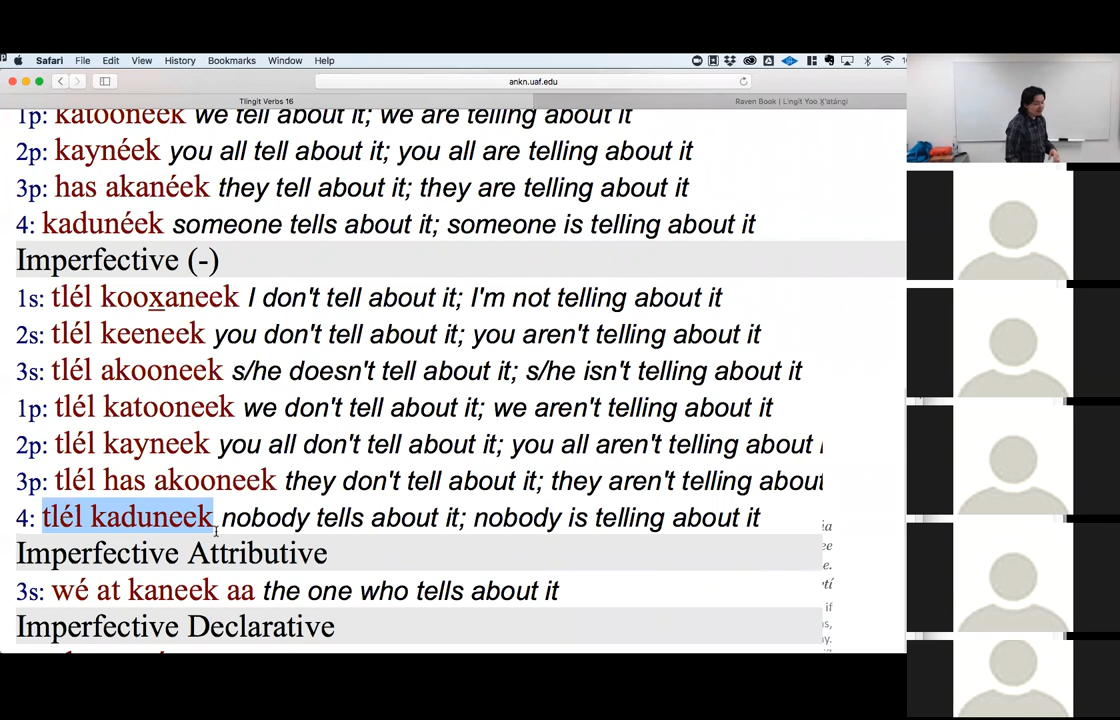 Safari File Edit View History Bookmarks Window Help
ankn.uaf.edu
Tlingit Verbs 16
Raven Book | Lingít Yoo X̱ʼatángi
1p: katooneek we tell about it; we are telling about it
2p: kaynéek you all tell about it; you all are telling about it
3p: has akanéek they tell about it; they are telling about it
4: kadunéek someone tells about it; someone is telling about it
Imperfective (-)
1s: tlél koox̱aneek I don't tell about it; I'm not telling about it
2s: tlél keeneek you don't tell about it; you aren't telling about it
3s: tlél akooneek s/he doesn't tell about it; s/he isn't telling about it
1p: tlél katooneek we don't tell about it; we aren't telling about it
2p: tlél kayneek you all don't tell about it; you all aren't telling about
3p: tlél has akooneek they don't tell about it; they aren't telling about
4: tlél kaduneek nobody tells about it; nobody is telling about it
Imperfective Attributive
3s: wé at kaneek aa the one who tells about it
Imperfective Declarative